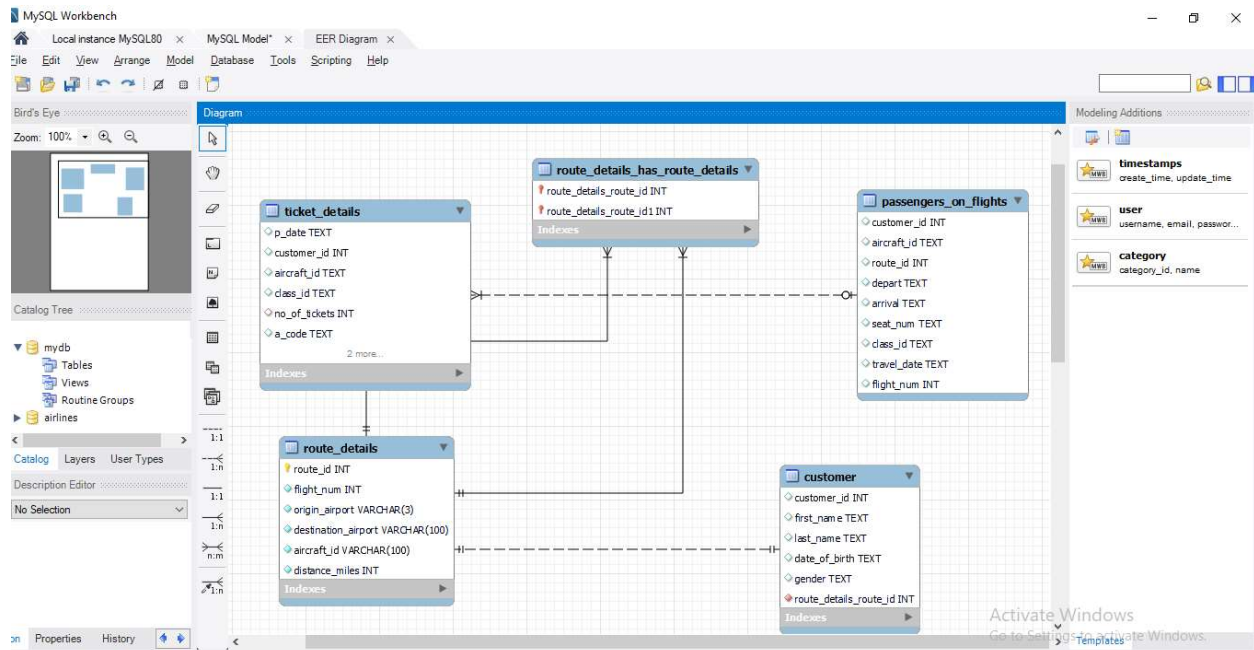 MySQL Workbench
Local instance MySQL80 × MySQL Model* × EER Diagram ×
File Edit View Arrange Model Database Tools Scripting Help
Bird's Eye
Zoom: 100%
Catalog Tree
mydb
Tables
Views
Routine Groups
airlines
Catalog Layers User Types
Description Editor
No Selection
Properties History
Diagram
1:1
1:n
1:1
1:n
n:m
1:n
ticket_details
p_date TEXT
customer_id INT
aircraft_id TEXT
class_id TEXT
no_of_tickets INT
a_code TEXT
2 more...
Indexes
route_details_has_route_details
route_details_route_id INT
route_details_route_id1 INT
Indexes
passengers_on_flights
customer_id INT
aircraft_id TEXT
route_id INT
depart TEXT
arrival TEXT
seat_num TEXT
class_id TEXT
travel_date TEXT
flight_num INT
route_details
route_id INT
flight_num INT
origin_airport VARCHAR(3)
destination_airport VARCHAR(100)
aircraft_id VARCHAR(100)
distance_miles INT
Indexes
customer
customer_id INT
first_name TEXT
last_name TEXT
date_of_birth TEXT
gender TEXT
route_details_route_id INT
Indexes
Modeling Additions
timestamps
create_time, update_time
user
username, email, passwor...
category
category_id, name
Activate Windows
Go to Settings to activate Windows.
Templates